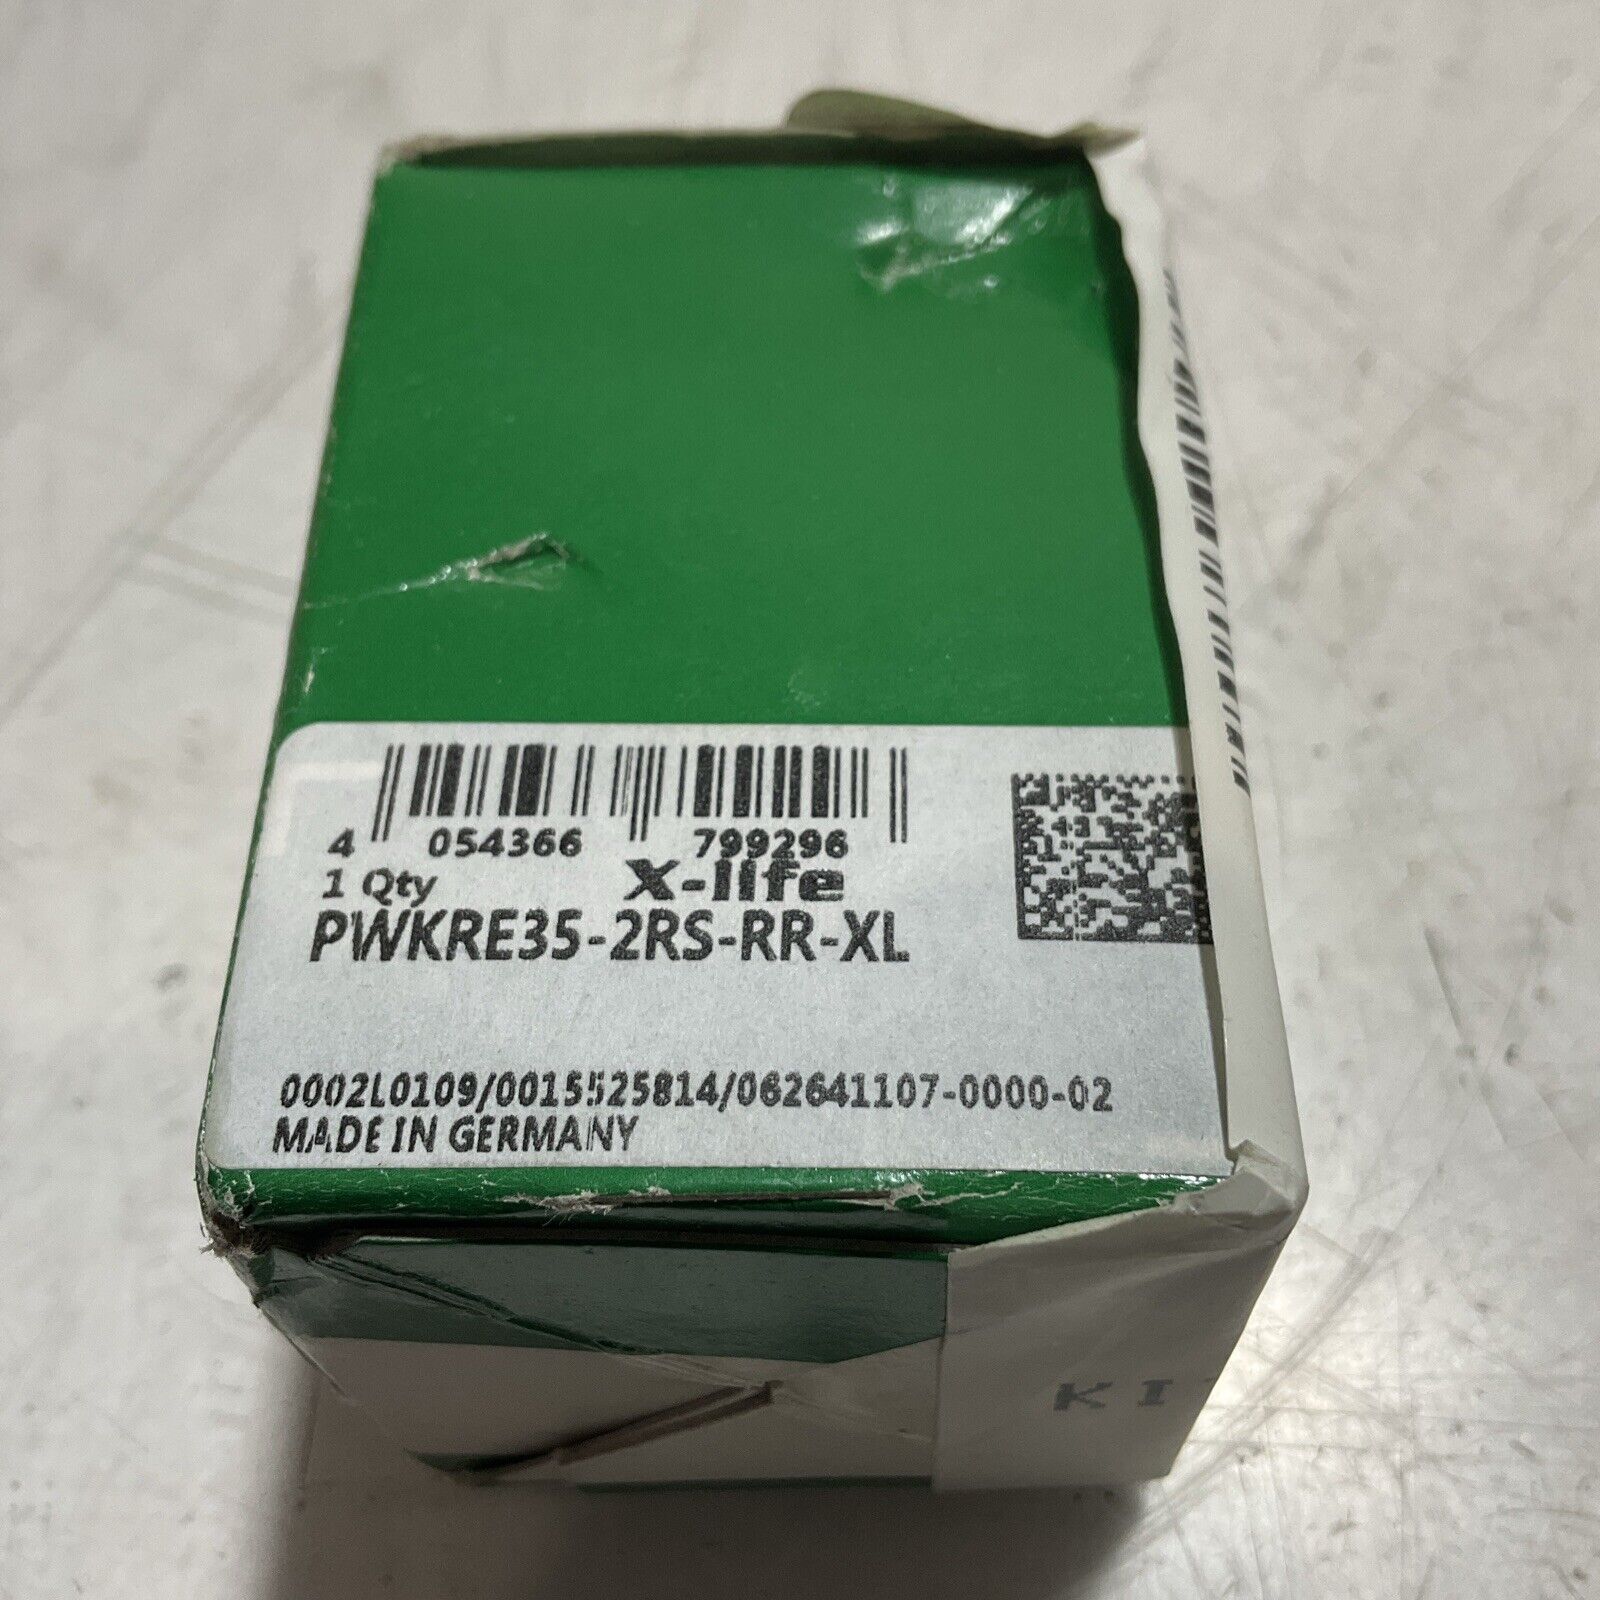 4 054366 799296
1 Qty X-life
PWKRE35-2RS-RR-XL
0002L0109/0015525814/062641107-0000-02
MADE IN GERMANY